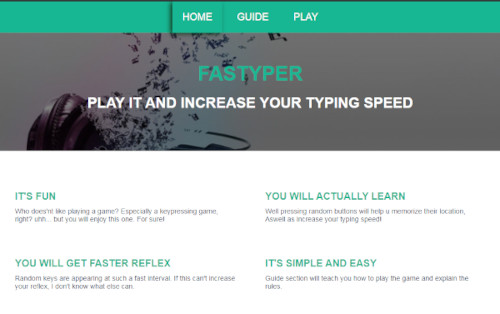 HOME GUIDE PLAY
FASTYPER
PLAY IT AND INCREASE YOUR TYPING SPEED
IT'S FUN
Who does'nt like playing a game? Especially a keypressing game,
right? uhh... but you will enjoy this one. For sure!
YOU WILL ACTUALLY LEARN
Well pressing random buttons will help u memorize their location,
Aswell as increase your typing speed!
YOU WILL GET FASTER REFLEX
Random keys are appearing at such a fast interval. If this can't increase
your reflex, I don't know what else can.
IT'S SIMPLE AND EASY
Guide section will teach you how to play the game and explain the
rules.